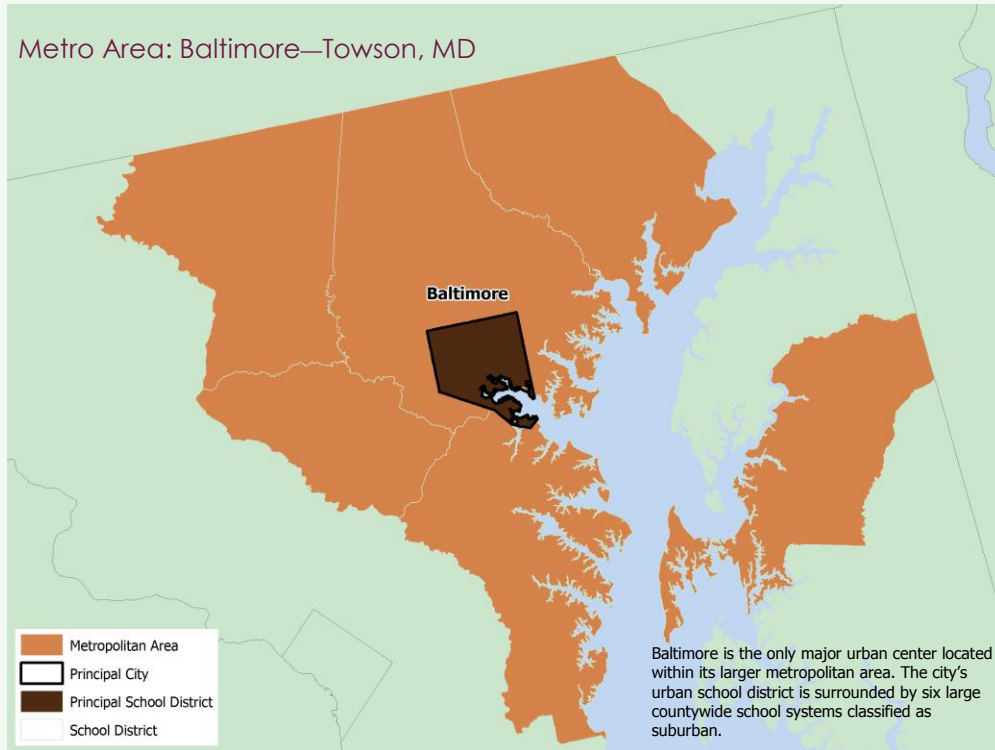 Metro Area: Baltimore—Towson, MD
Baltimore
Metropolitan Area
Principal City
Principal School District
School District
Baltimore is the only major urban center located
within its larger metropolitan area. The city's
urban school district is surrounded by six large
countywide school systems classified as
suburban.